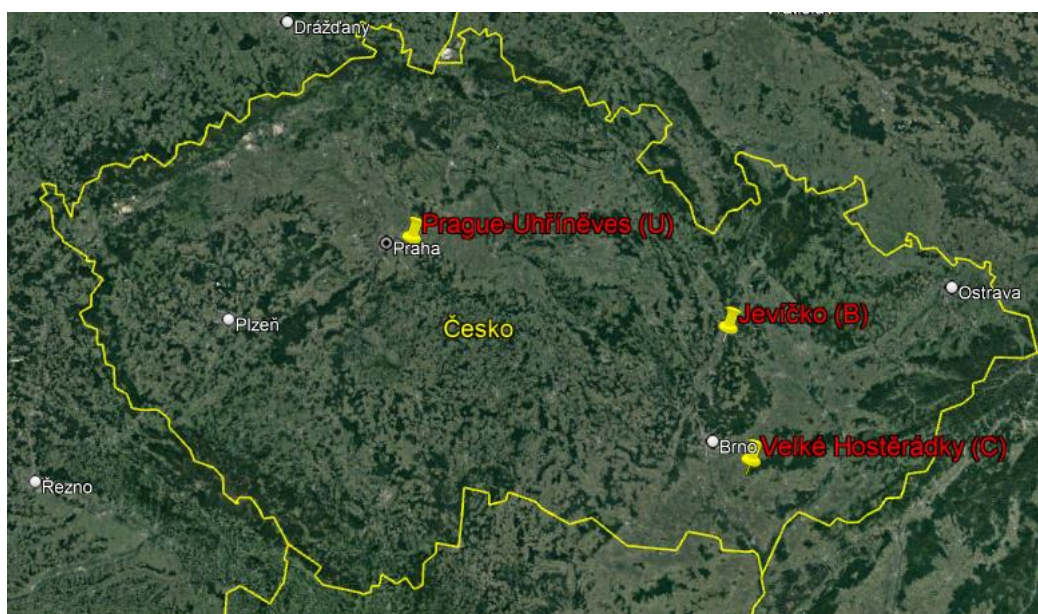 Drážďany
Prague-Uhříněves (U)
Praha
Ostrava
Jevíčko (B)
Plzeň
Česko
Brno
Velké Hostěrádky (C)
Řezno